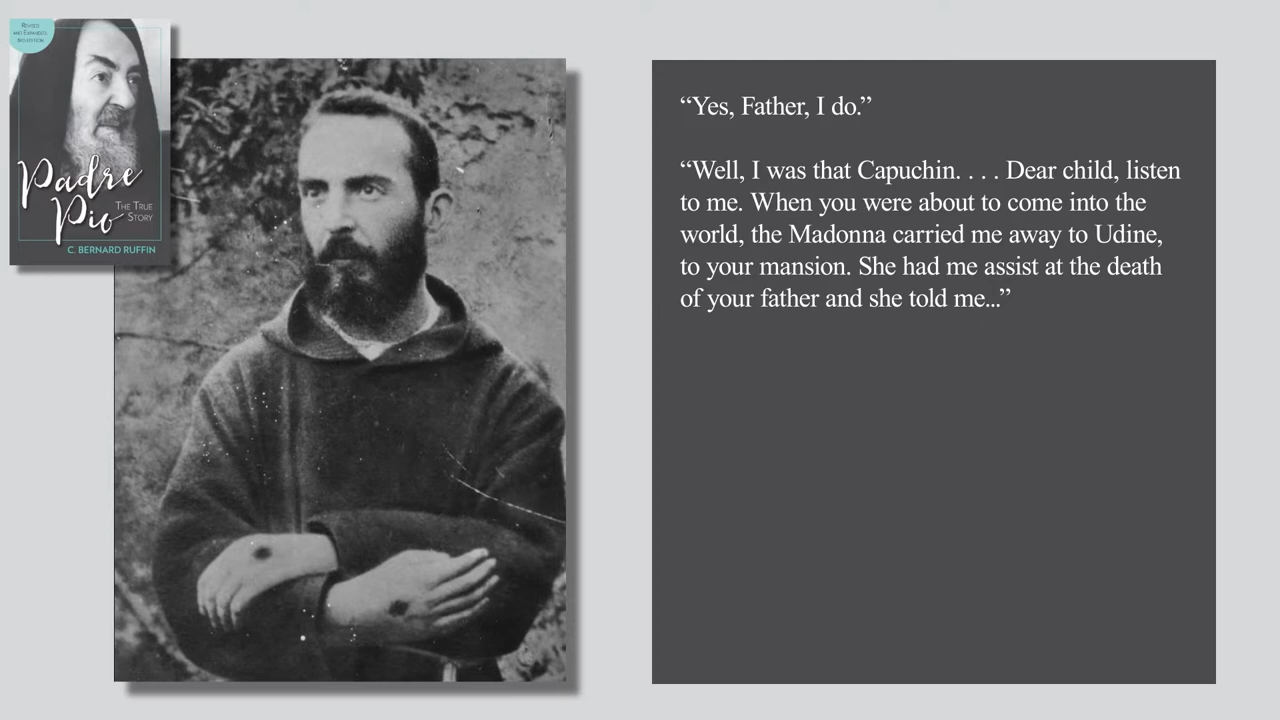 REVISED
AND EXPANDED,
3RD EDITION
Padre
Pio
THE TRUE
STORY
C. BERNARD RUFFIN
“Yes, Father, I do.”
“Well, I was that Capuchin. . . . Dear child, listen
to me. When you were about to come into the
world, the Madonna carried me away to Udine,
to your mansion. She had me assist at the death
of your father and she told me...”